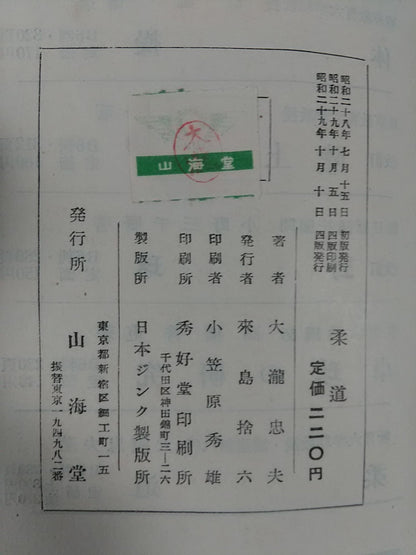 昭和二十八年七月十五日 初版発行
昭和二十九年十月五日 四版印刷
昭和二十九年十月十日 四版発行
柔道
定価 二二〇円
著者 大瀧忠夫
発行者 來島捨六
印刷者 小笠原秀雄
印刷所 秀好堂印刷所
千代田区神田錦町三ー二六
製版所 日本ジンク製版所
発行所 山海堂
東京都新宿区細工町一五
振替東京一九四九八二番
山海堂
大